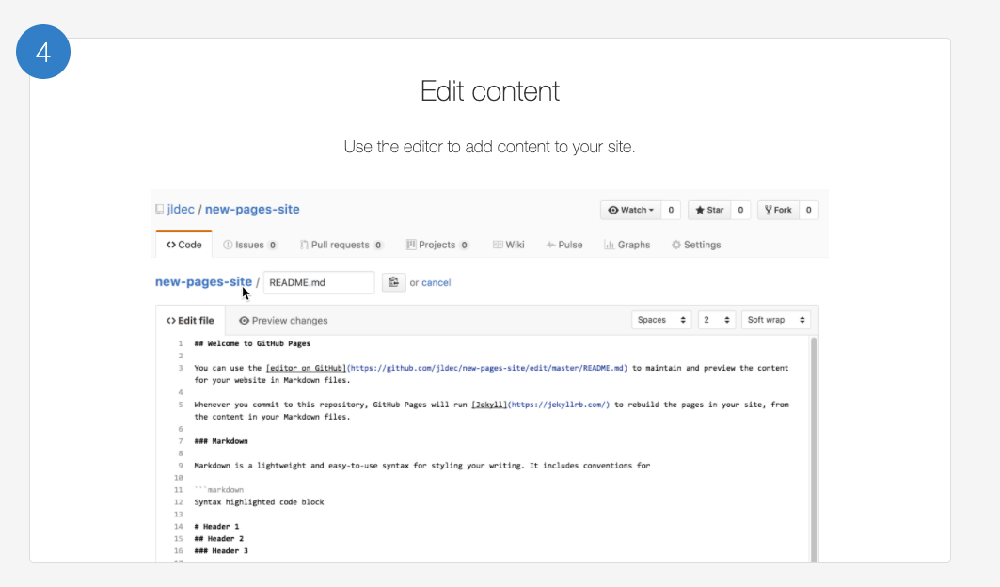 4
Edit content
Use the editor to add content to your site.
jldec / new-pages-site
Watch 0 Star 0 Fork 0
<> Code Issues 0 Pull requests 0 Projects 0 Wiki Pulse Graphs Settings
new-pages-site / README.md or cancel
<> Edit file Preview changes Spaces 2 Soft wrap
1 ## Welcome to GitHub Pages
2
3 You can use the [editor on GitHub](https://github.com/jldec/new-pages-site/edit/master/README.md) to maintain and preview the content
for your website in Markdown files.
4
5 Whenever you commit to this repository, GitHub Pages will run [Jekyll](https://jekyllrb.com/) to rebuild the pages in your site, from
the content in your Markdown files.
6
7 ### Markdown
8
9 Markdown is a lightweight and easy-to-use syntax for styling your writing. It includes conventions for
10
11 ```markdown
12 Syntax highlighted code block
13
14 # Header 1
15 ## Header 2
16 ### Header 3